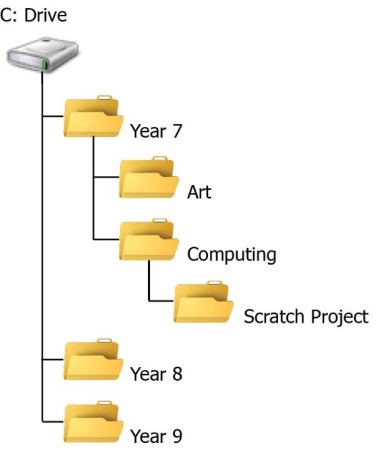 C: Drive
Year 7
Art
Computing
Scratch Project
Year 8
Year 9